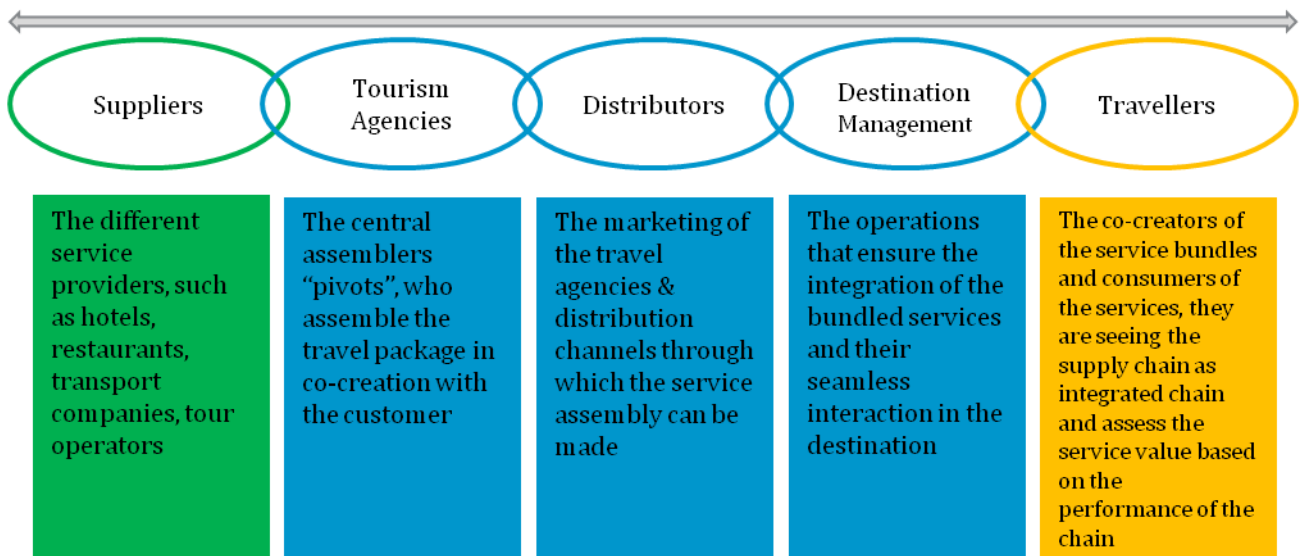 Suppliers
Tourism
Agencies
Distributors
Destination
Management
Travellers
The different
service
providers, such
as hotels,
restaurants,
transport
companies, tour
operators
The central
assemblers
“pivots”, who
assemble the
travel package in
co-creation with
the customer
The marketing of
the travel
agencies &
distribution
channels through
which the service
assembly can be
made
The operations
that ensure the
integration of the
bundled services
and their
seamless
interaction in the
destination
The co-creators of
the service bundles
and consumers of
the services, they
are seeing the
supply chain as
integrated chain
and assess the
service value based
on the
performance of the
chain